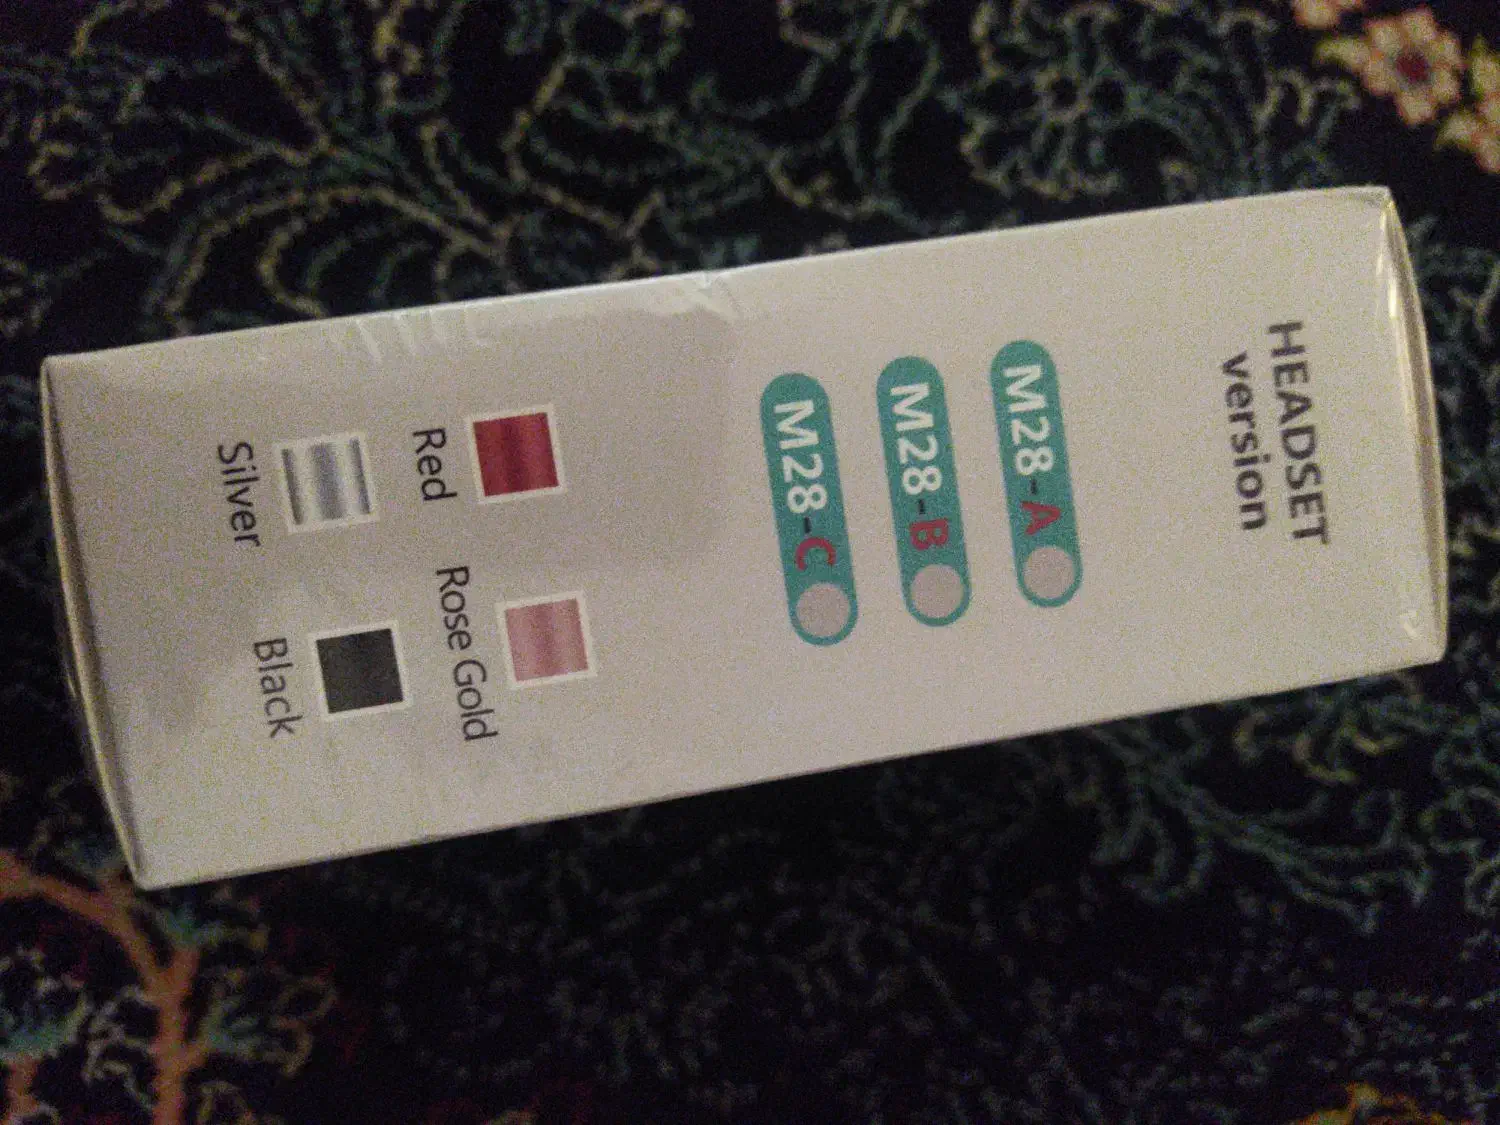 HEADSET
version
M28-A
M28-B
M28-C
Red
Rose Gold
Silver
Black